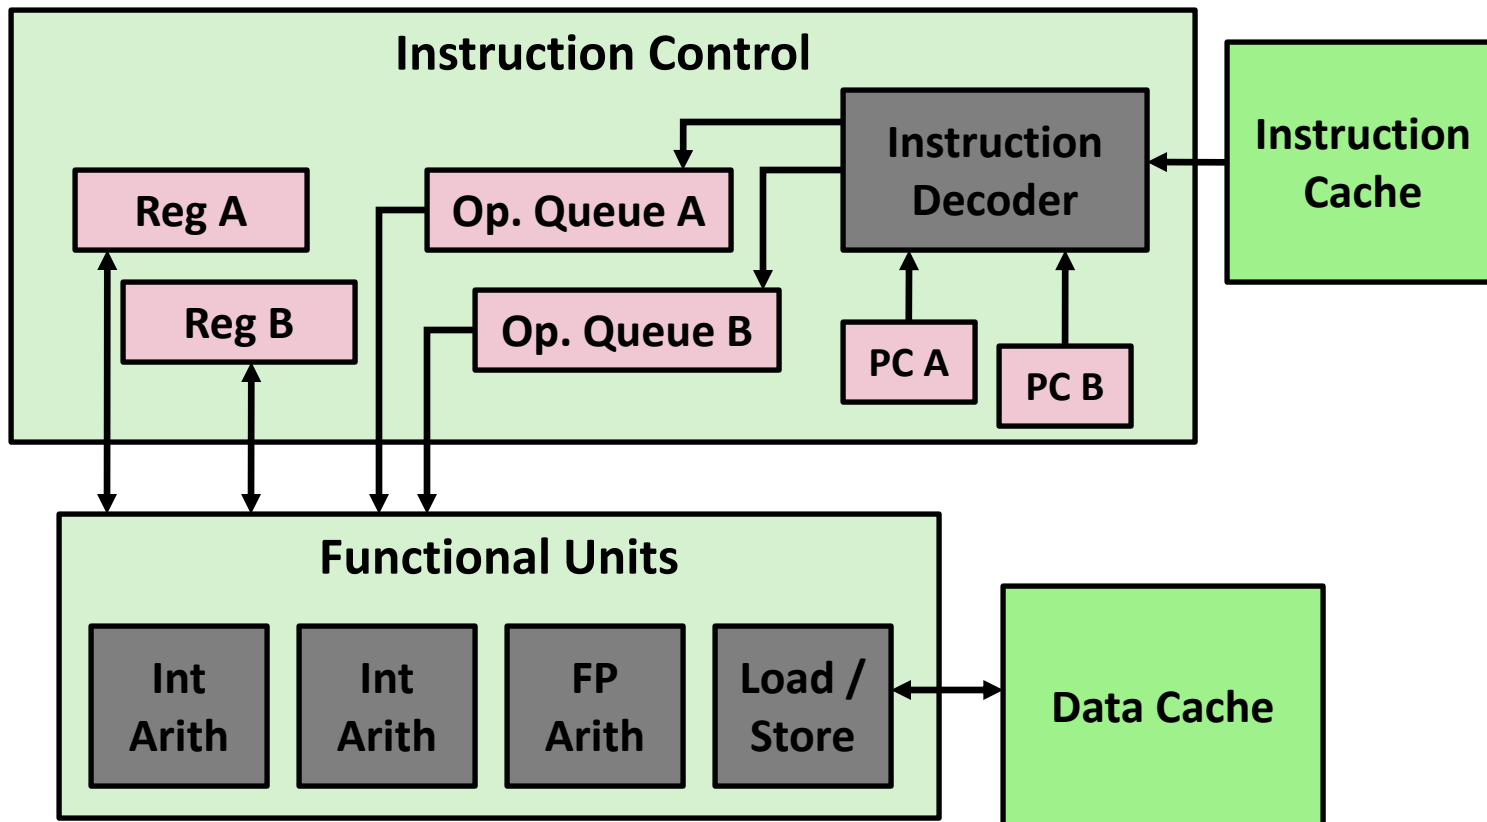 Instruction Control
Instruction
Decoder
Instruction
Cache
Reg A
Op. Queue A
Reg B
Op. Queue B
PC A
PC B
Functional Units
Int
Arith
Int
Arith
FP
Arith
Load /
Store
Data Cache